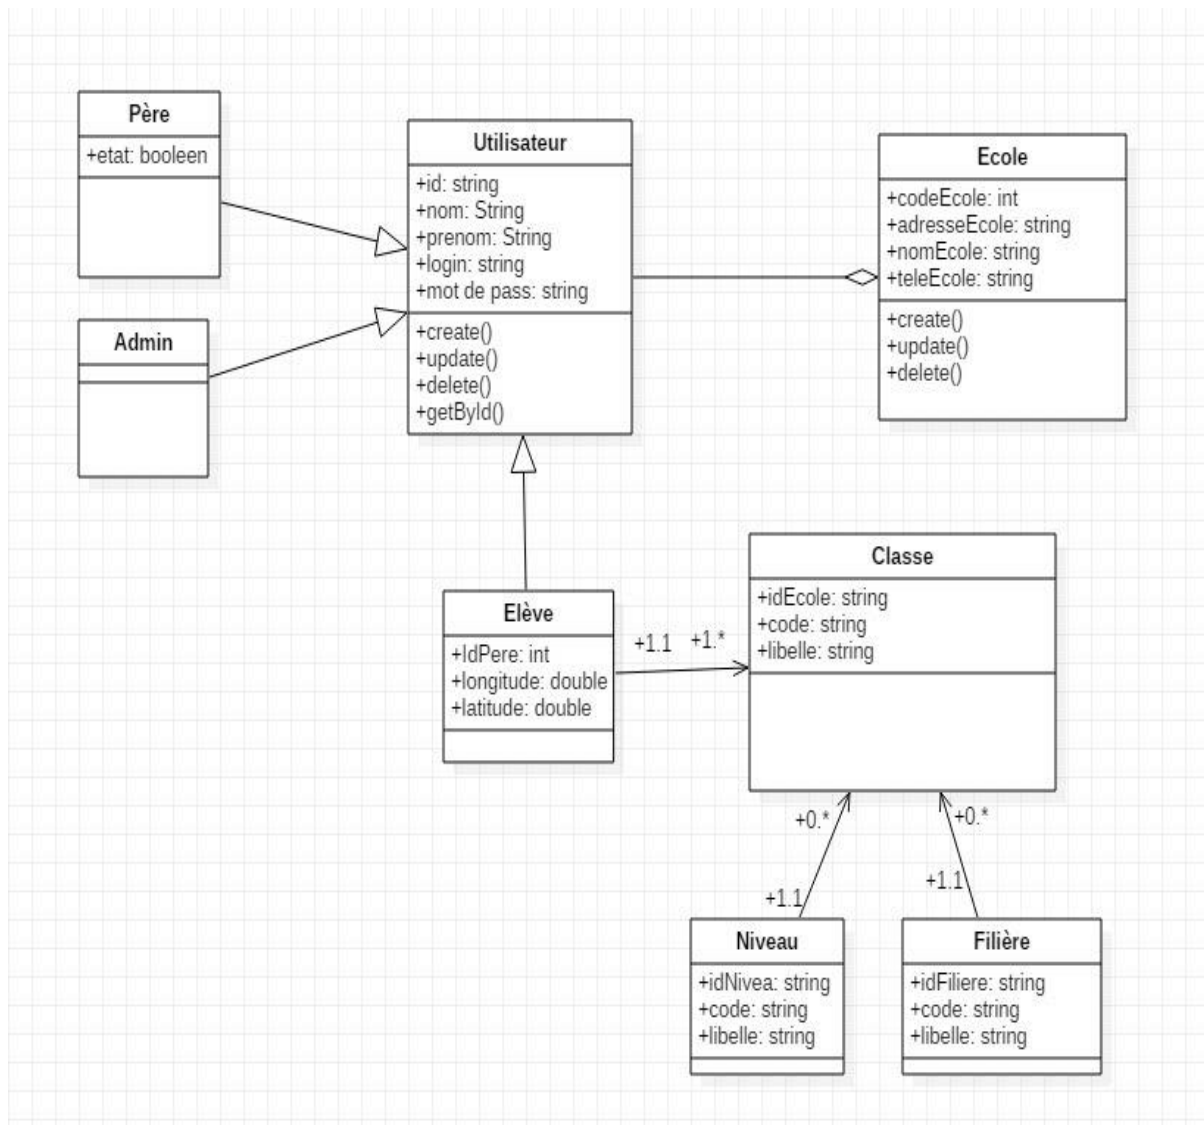 Père
+etat: booleen
Utilisateur
+id: string
+nom: String
+prenom: String
+login: string
+mot de pass: string
+create()
+update()
+delete()
+getById()
Ecole
+codeEcole: int
+adresseEcole: string
+nomEcole: string
+teleEcole: string
+create()
+update()
+delete()
Admin
Elève
+IdPere: int
+longitude: double
+latitude: double
+1.1
+1.*
Classe
+idEcole: string
+code: string
+libelle: string
+0.*
+0.*
+1.1
+1.1
Niveau
+idNivea: string
+code: string
+libelle: string
Filière
+idFiliere: string
+code: string
+libelle: string